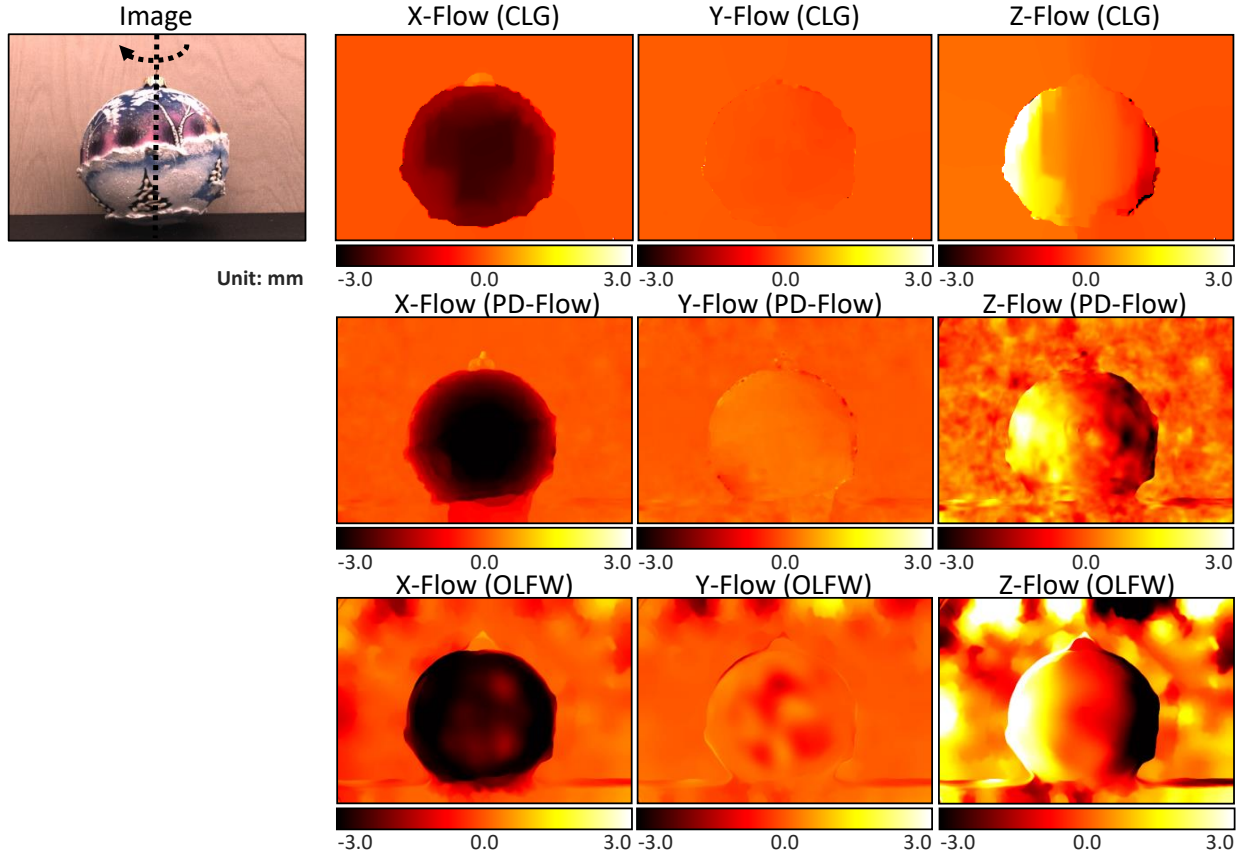 Image
X-Flow (CLG) Y-Flow (CLG) Z-Flow (CLG)
-3.0 0.0 3.0 -3.0 0.0 3.0 -3.0 0.0 3.0
Unit: mm
X-Flow (PD-Flow) Y-Flow (PD-Flow) Z-Flow (PD-Flow)
-3.0 0.0 3.0 -3.0 0.0 3.0 -3.0 0.0 3.0
X-Flow (OLFW) Y-Flow (OLFW) Z-Flow (OLFW)
-3.0 0.0 3.0 -3.0 0.0 3.0 -3.0 0.0 3.0